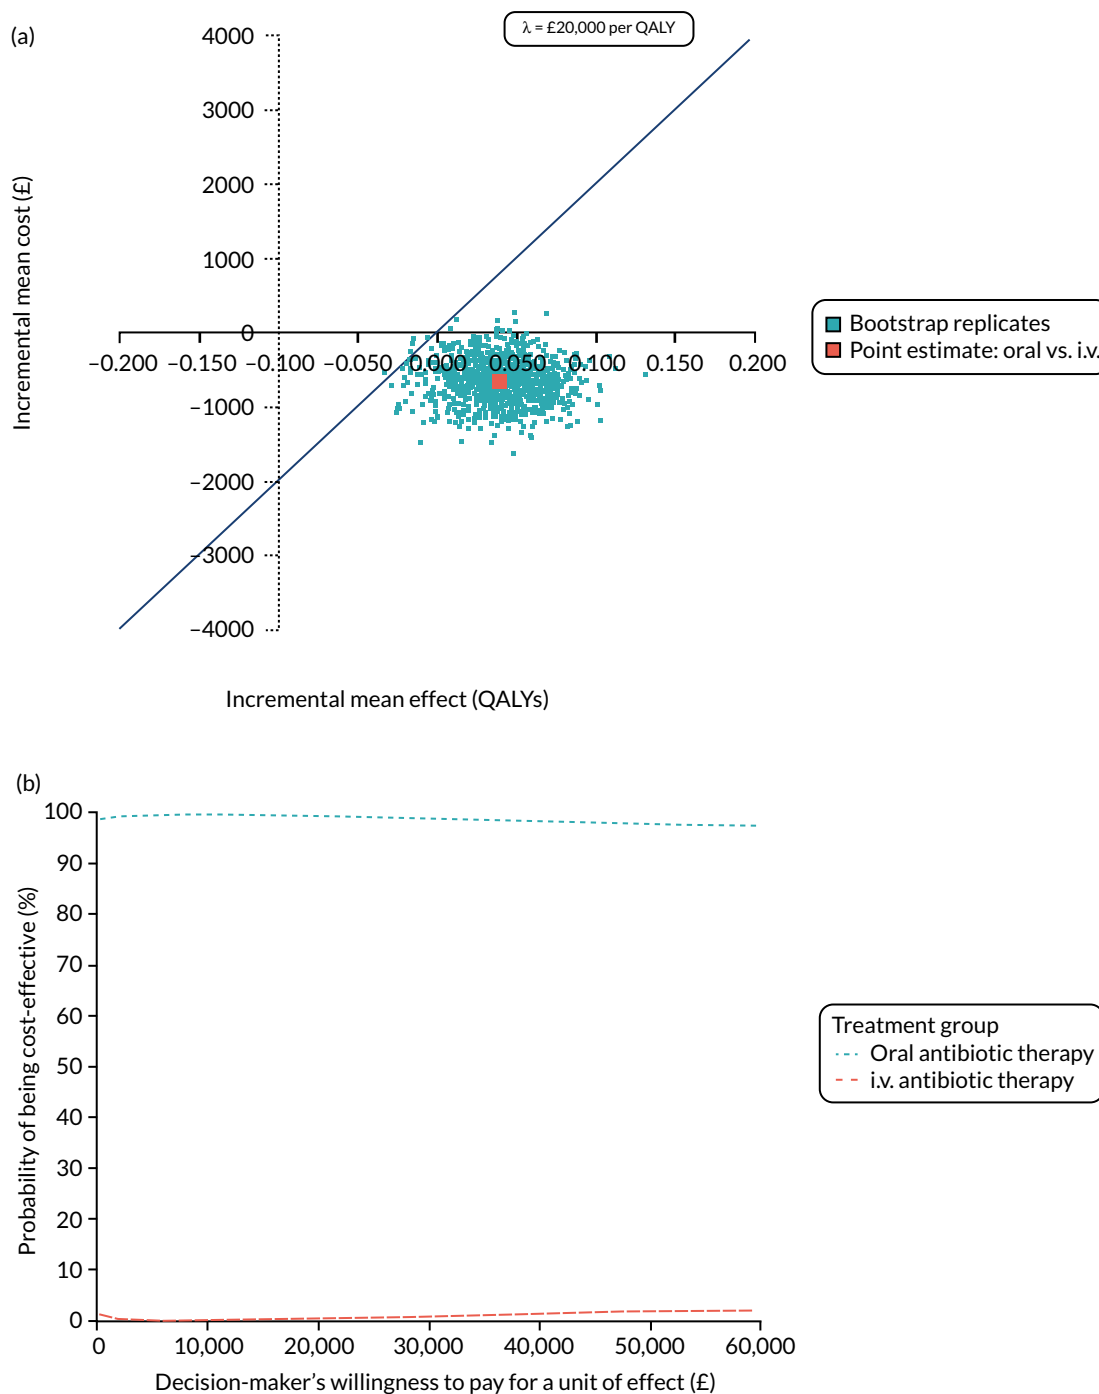 (a)
λ = £20,000 per QALY
Incremental mean cost (£)
4000
3000
2000
1000
0
−1000
−2000
−3000
−4000
−0.200 −0.150 −0.100 −0.050 0.000 0.050 0.100 0.150 0.200
Incremental mean effect (QALYs)
Bootstrap replicates
Point estimate: oral vs. i.v.
(b)
Probability of being cost-effective (%)
100
90
80
70
60
50
40
30
20
10
0
0 10,000 20,000 30,000 40,000 50,000 60,000
Decision-maker’s willingness to pay for a unit of effect (£)
Treatment group
Oral antibiotic therapy
i.v. antibiotic therapy